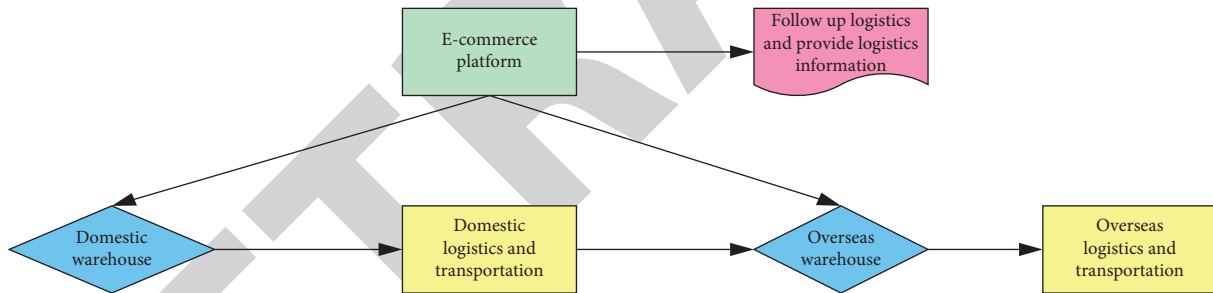 E-commerce
platform
Follow up logistics
and provide logistics
information
Domestic
warehouse
Domestic
logistics and
transportation
Overseas
warehouse
Overseas
logistics and
transportation